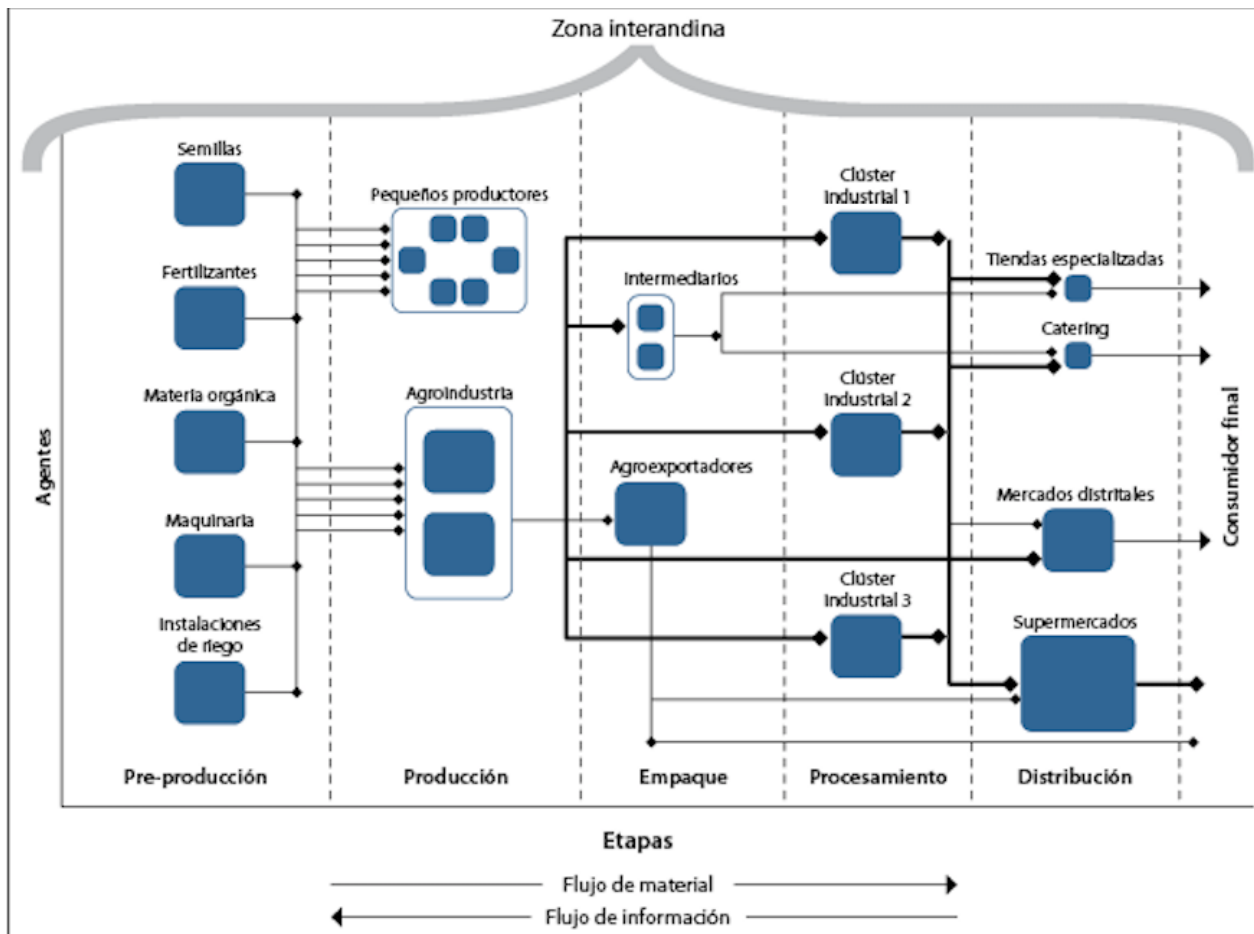 Zona interandina
Semillas
Fertilizantes
Materia orgánica
Maquinaria
Instalaciones
de riego
Pequeños productores
Agroindustria
Intermediarios
Agroexportadores
Clúster
Industrial 1
Clúster
Industrial 2
Clúster
Industrial 3
Tiendas especializadas
Catering
Mercados distritales
Supermercados
Agentes
Consumidor final
Pre-producción
Producción
Empaque
Procesamiento
Distribución
Etapas
Flujo de material
Flujo de información